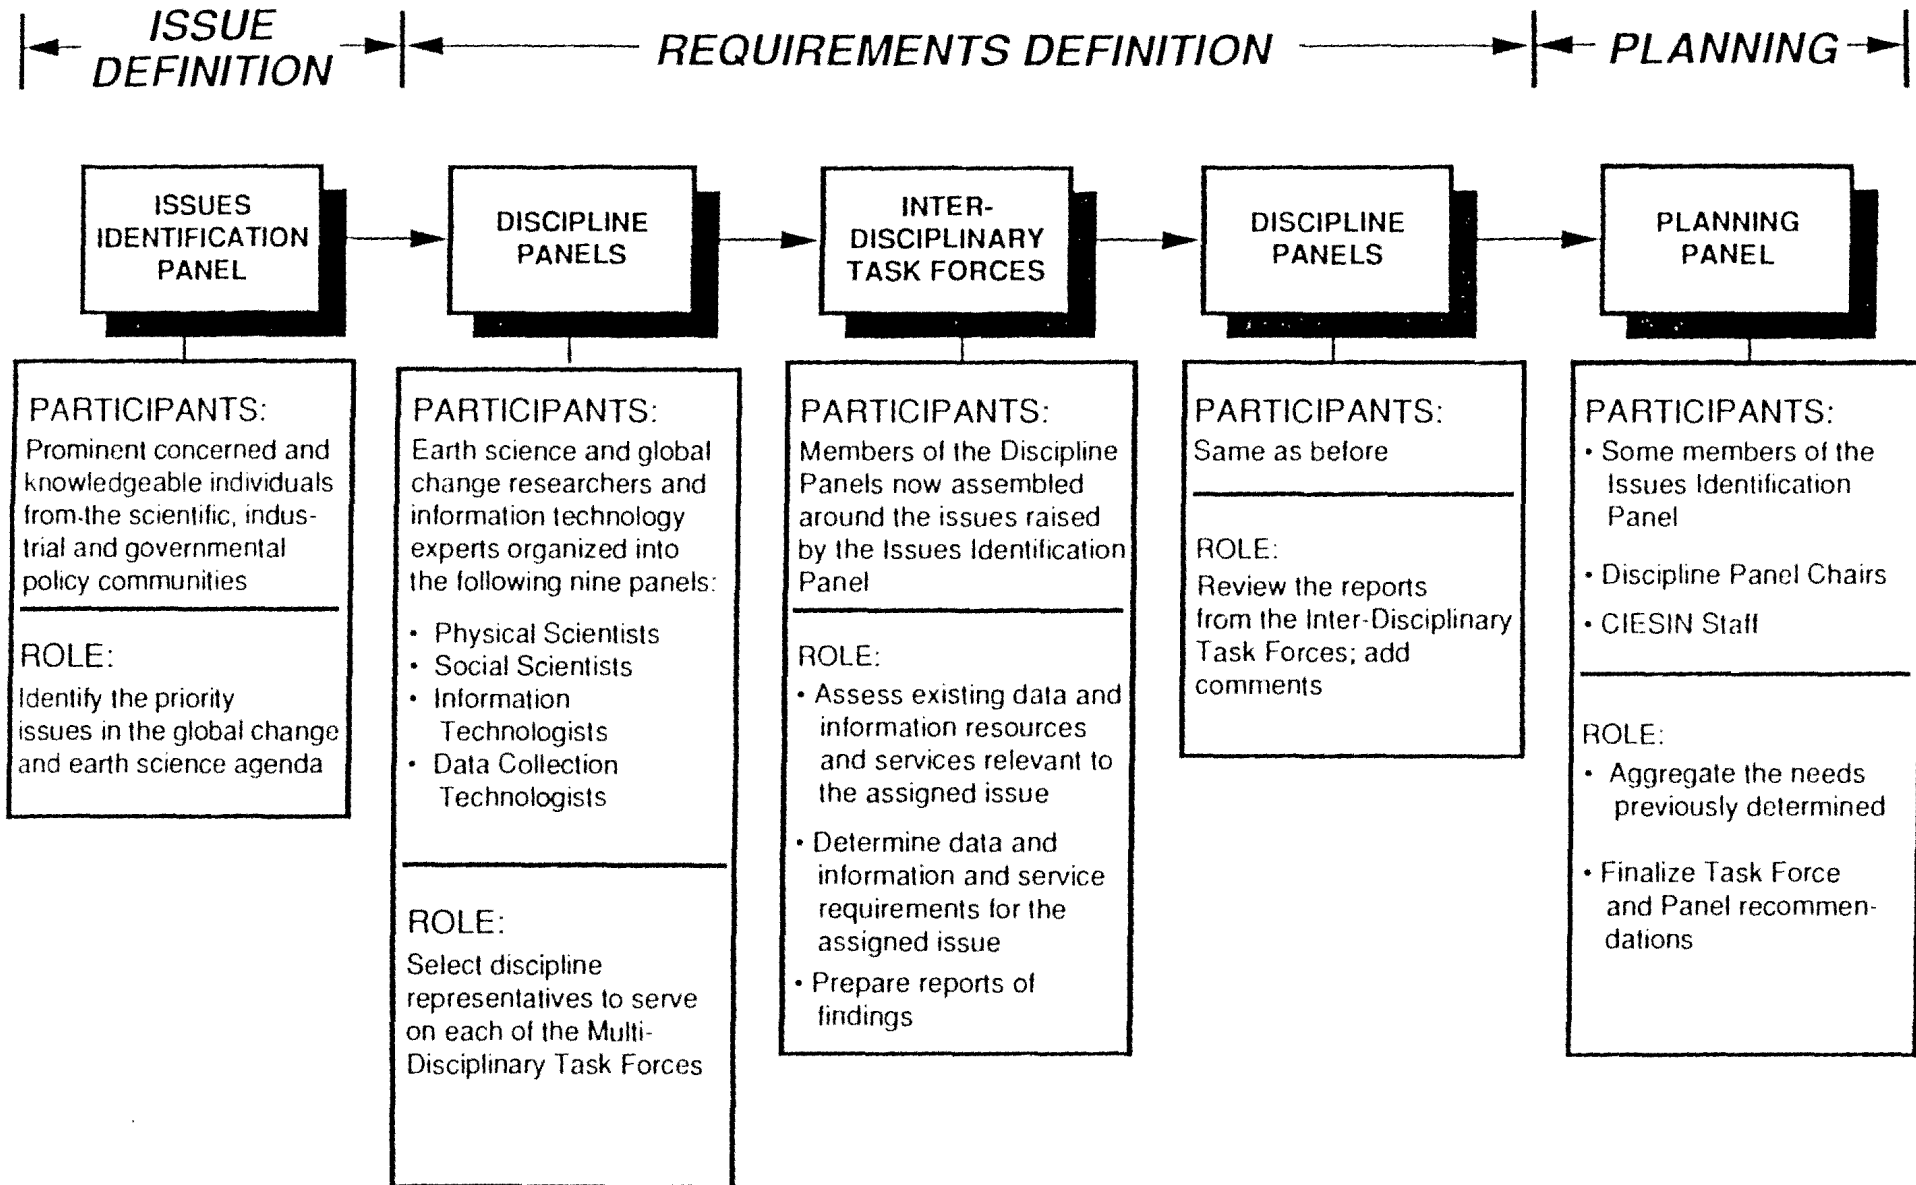 ISSUE
DEFINITION
REQUIREMENTS DEFINITION
PLANNING
ISSUES
IDENTIFICATION
PANEL
DISCIPLINE
PANELS
INTER-
DISCIPLINARY
TASK FORCES
DISCIPLINE
PANELS
PLANNING
PANEL
PARTICIPANTS:
Prominent concerned and
knowledgeable individuals
from the scientific, indus-
trial and governmental
policy communities
ROLE:
Identify the priority
issues in the global change
and earth science agenda
PARTICIPANTS:
Earth science and global
change researchers and
information technology
experts organized into
the following nine panels:
• Physical Scientists
• Social Scientists
• Information
Technologists
• Data Collection
Technologists
ROLE:
Select discipline
representatives to serve
on each of the Multi-
Disciplinary Task Forces
PARTICIPANTS:
Members of the Discipline
Panels now assembled
around the issues raised
by the Issues Identification
Panel
ROLE:
• Assess existing data and
information resources
and services relevant to
the assigned issue
• Determine data and
information and service
requirements for the
assigned issue
• Prepare reports of
findings
PARTICIPANTS:
Same as before
ROLE:
Review the reports
from the Inter-Disciplinary
Task Forces; add
comments
PARTICIPANTS:
• Some members of the
Issues Identification
Panel
• Discipline Panel Chairs
• CIESIN Staff
ROLE:
• Aggregate the needs
previously determined
• Finalize Task Force
and Panel recommen-
dations